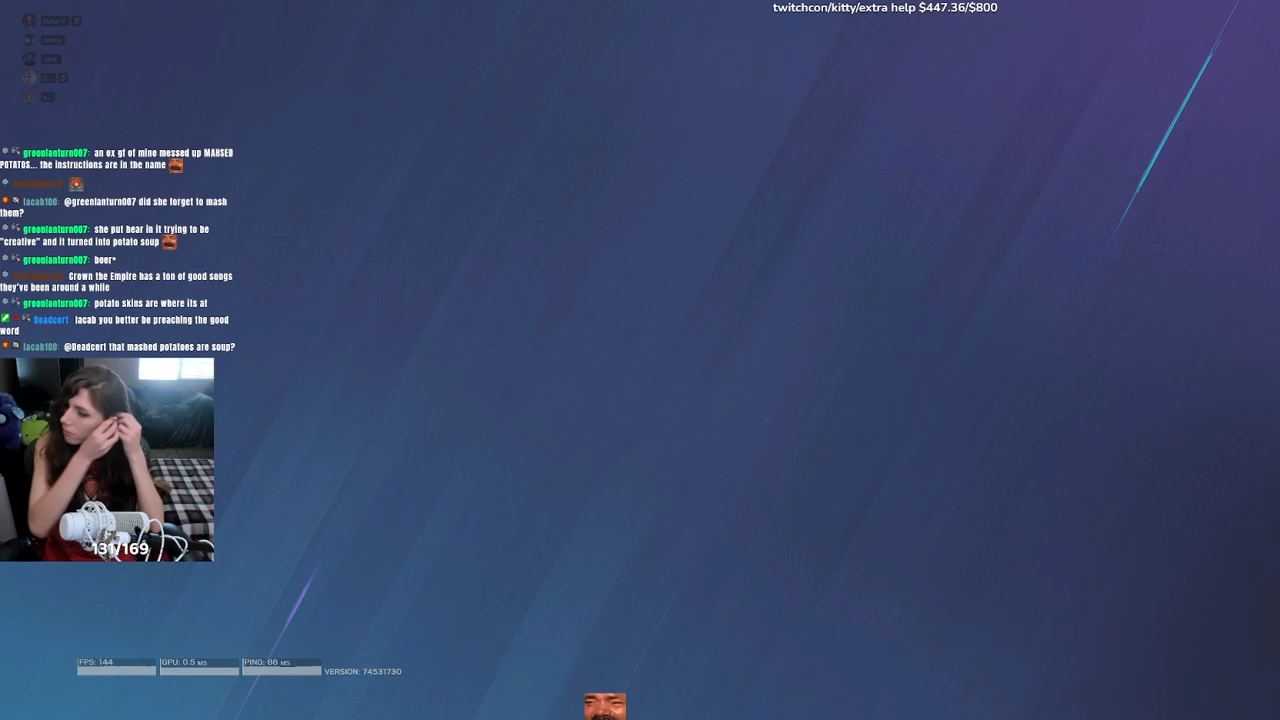 twitchcon/kitty/extra help $447.36/$800
Jack
greenlanturn007: an ex gf of mine messed up MAHSED
POTATOS... the instructions are in the name
lacab100: @greenlanturn007 did she forget to mash
them?
greenlanturn007: she put bear in it trying to be
"creative" and it turned into potato soup
greenlanturn007: beer*
Crown the Empire has a ton of good songs
they've been around a while
greenlanturn007: potato skins are where its at
Deadcert: lacab you better be preaching the good
word
lacab100: @Deadcert that mashed potatoes are soup?
131/169
FPS: 144 GPU: 0.5 MS PING: 86 MS VERSION: 74531730